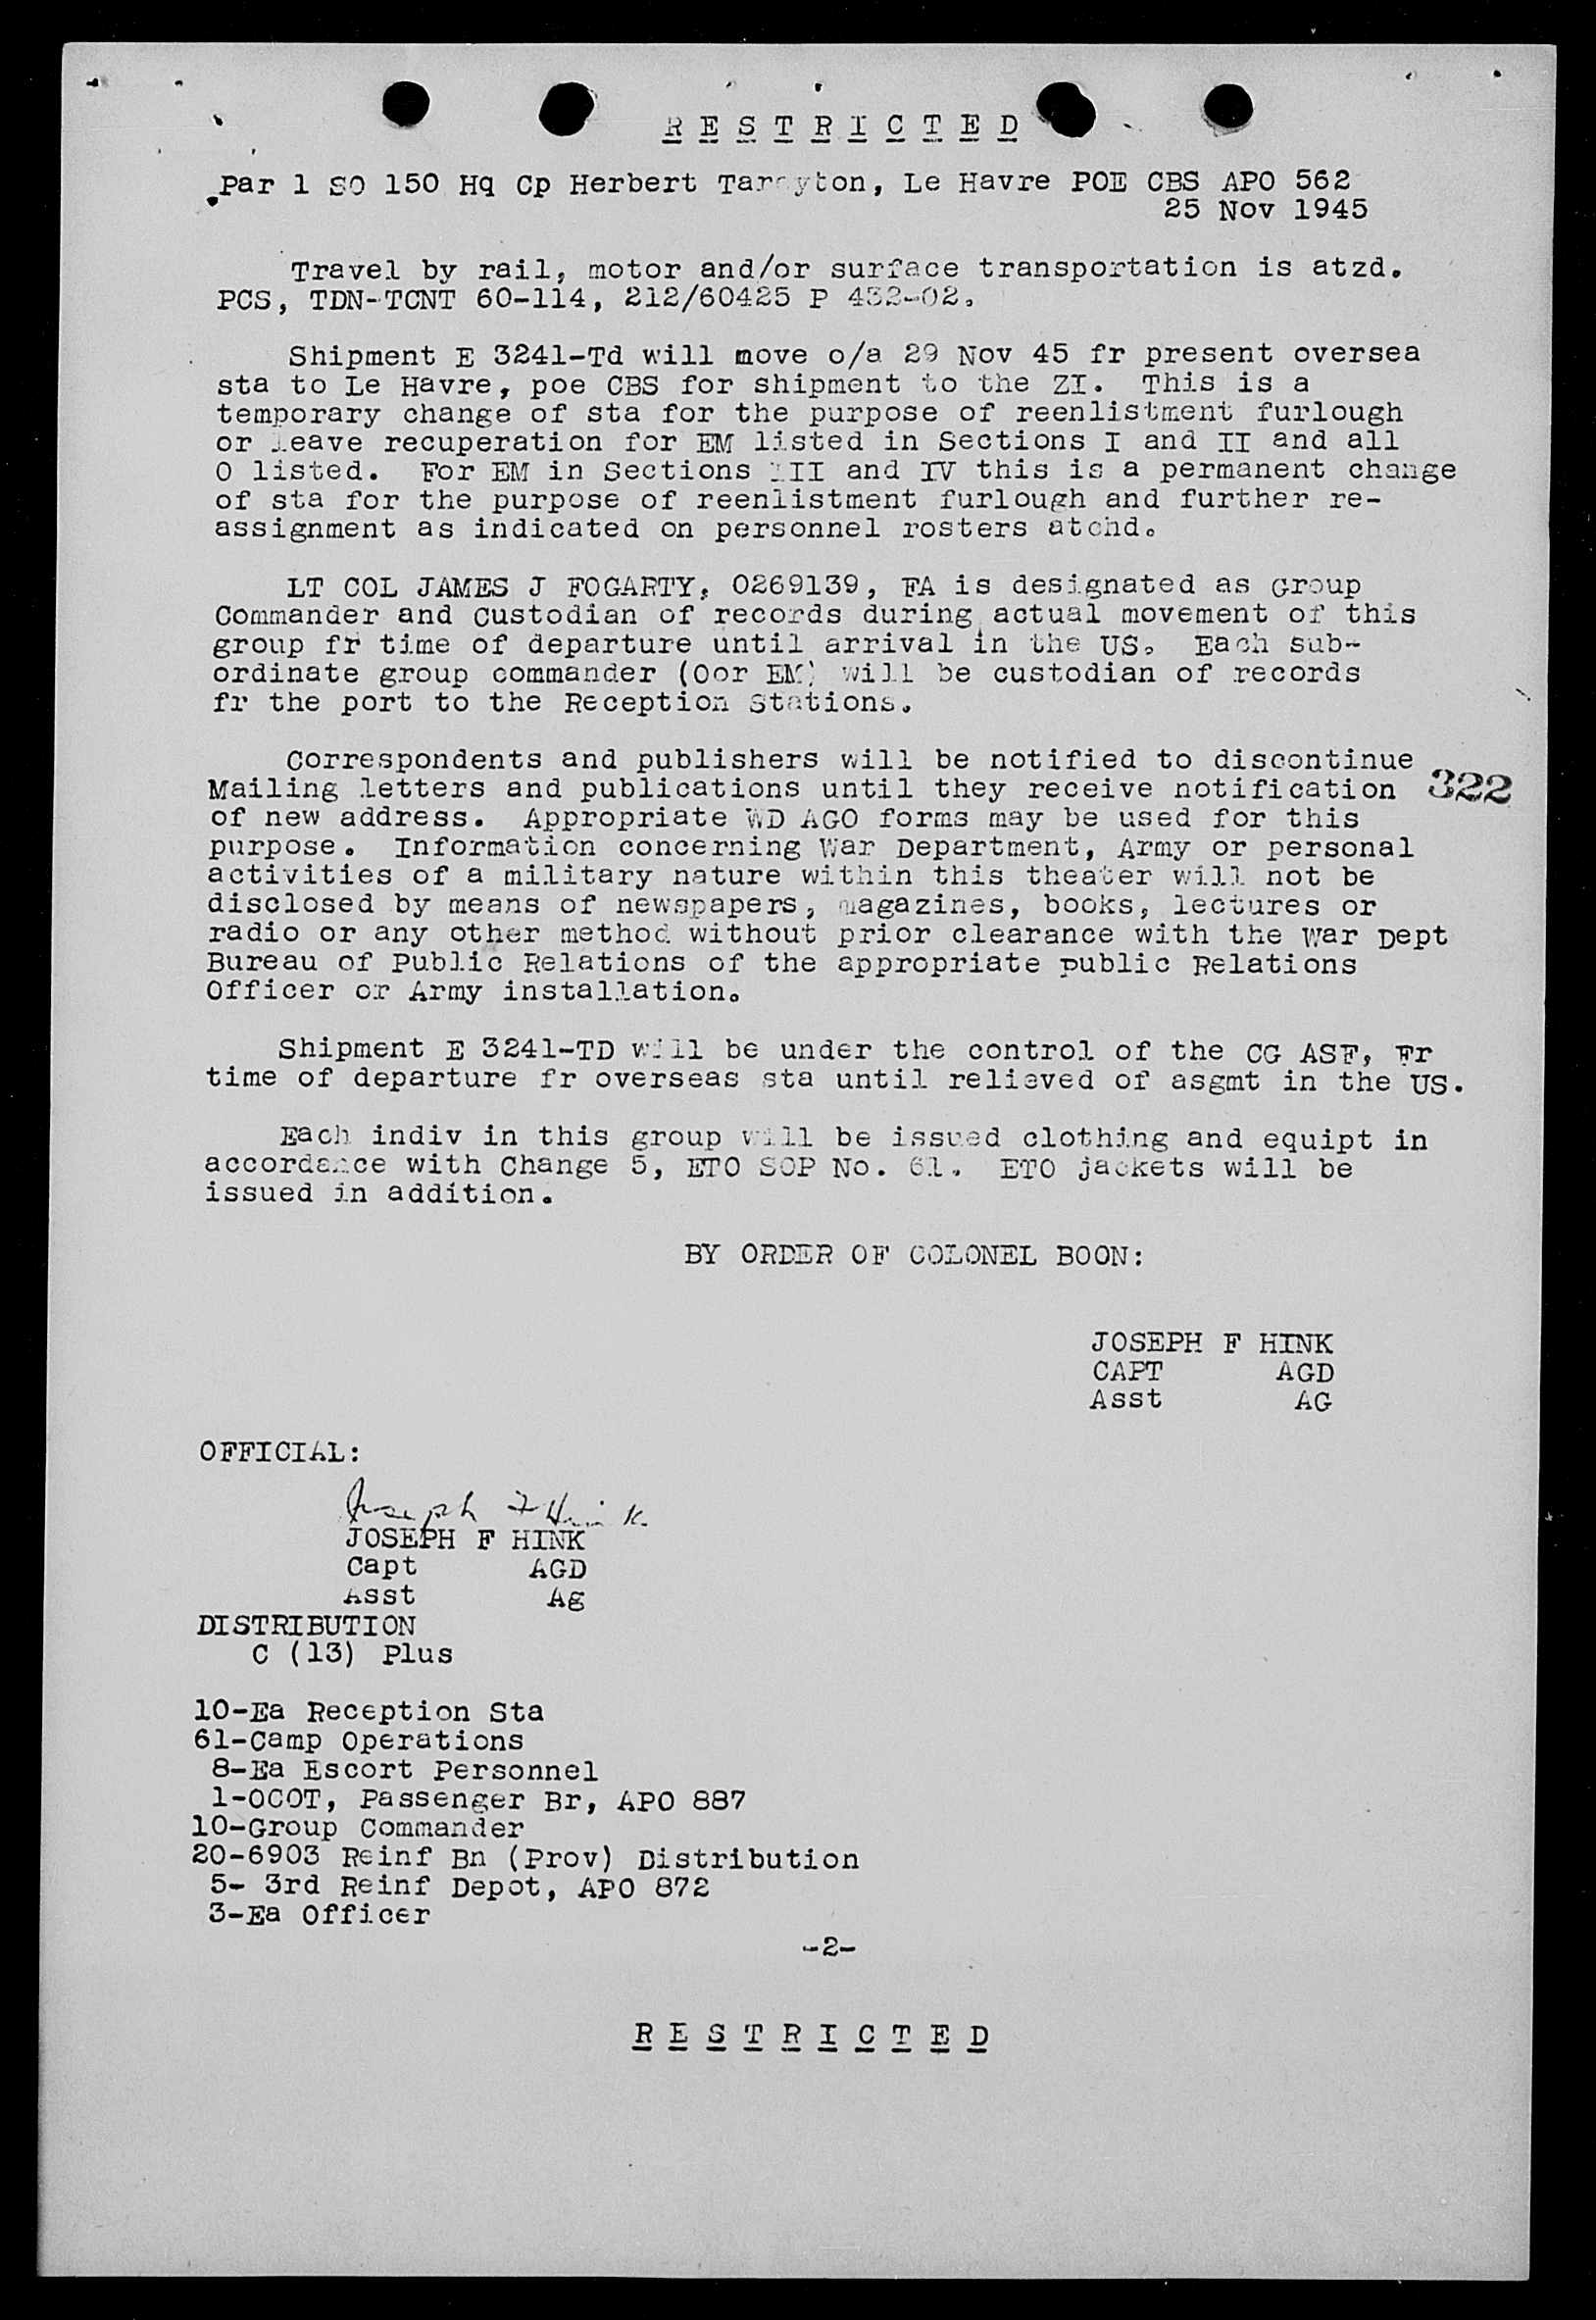 R E S T R I C T E D
Par 1 SO 150 Hq Cp Herbert Tareyton, Le Havre POE CBS APO 562
25 Nov 1945
Travel by rail, motor and/or surface transportation is atzd.
PCS, TDN-TCNT 60-114, 212/60425 P 432-02.
Shipment E 3241-Td will move o/a 29 Nov 45 fr present oversea
sta to Le Havre, poe CBS for shipment to the ZI. This is a
temporary change of sta for the purpose of reenlistment furlough
or leave recuperation for EM listed in Sections I and II and all
O listed. For EM in Sections III and IV this is a permanent change
of sta for the purpose of reenlistment furlough and further re-
assignment as indicated on personnel rosters atchd.
LT COL JAMES J FOGARTY, 0269139, FA is designated as Group
Commander and Custodian of records during actual movement of this
group fr time of departure until arrival in the US. Each sub-
ordinate group commander (Oor EM) will be custodian of records
fr the port to the Reception Stations.
Correspondents and publishers will be notified to discontinue
Mailing letters and publications until they receive notification
322
of new address. Appropriate WD AGO forms may be used for this
purpose. Information concerning War Department, Army or personal
activities of a military nature within this theater will not be
disclosed by means of newspapers, magazines, books, lectures or
radio or any other method without prior clearance with the War Dept
Bureau of Public Relations of the appropriate Public Relations
Officer or Army installation.
Shipment E 3241-TD will be under the control of the CG ASF, Fr
time of departure fr overseas sta until relieved of asgmt in the US.
Each indiv in this group will be issued clothing and equipt in
accordance with Change 5, ETO SOP No. 61. ETO jackets will be
issued in addition.
BY ORDER OF COLONEL BOON:
JOSEPH F HINK
CAPT AGD
Asst AG
OFFICIAL:
Joseph F Hink
JOSEPH F HINK
Capt AGD
Asst Ag
DISTRIBUTION
C (13) Plus
10-Ea Reception Sta
61-Camp Operations
8-Ea Escort Personnel
1-OCOT, Passenger Br, APO 887
10-Group Commander
20-6903 Reinf Bn (Prov) Distribution
5- 3rd Reinf Depot, APO 872
3-Ea Officer
-2-
R E S T R I C T E D